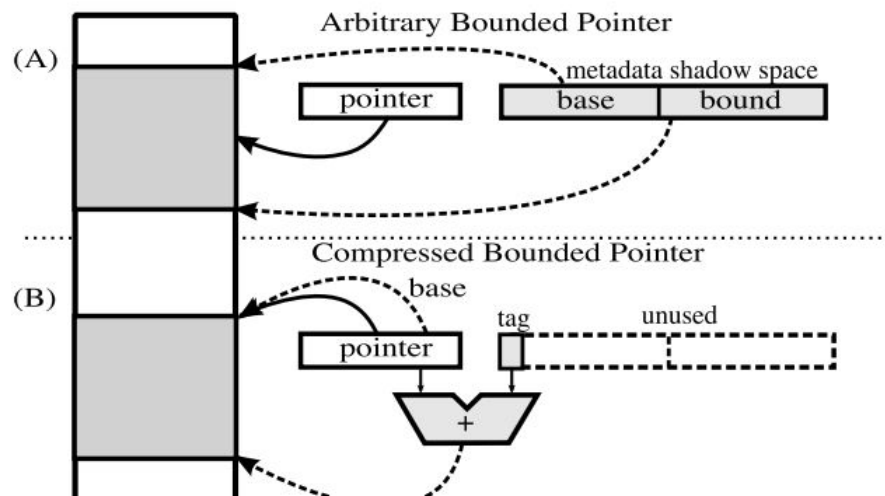 Arbitrary Bounded Pointer
(A)
metadata shadow space
pointer
base
bound
Compressed Bounded Pointer
(B)
base
tag
unused
pointer
+